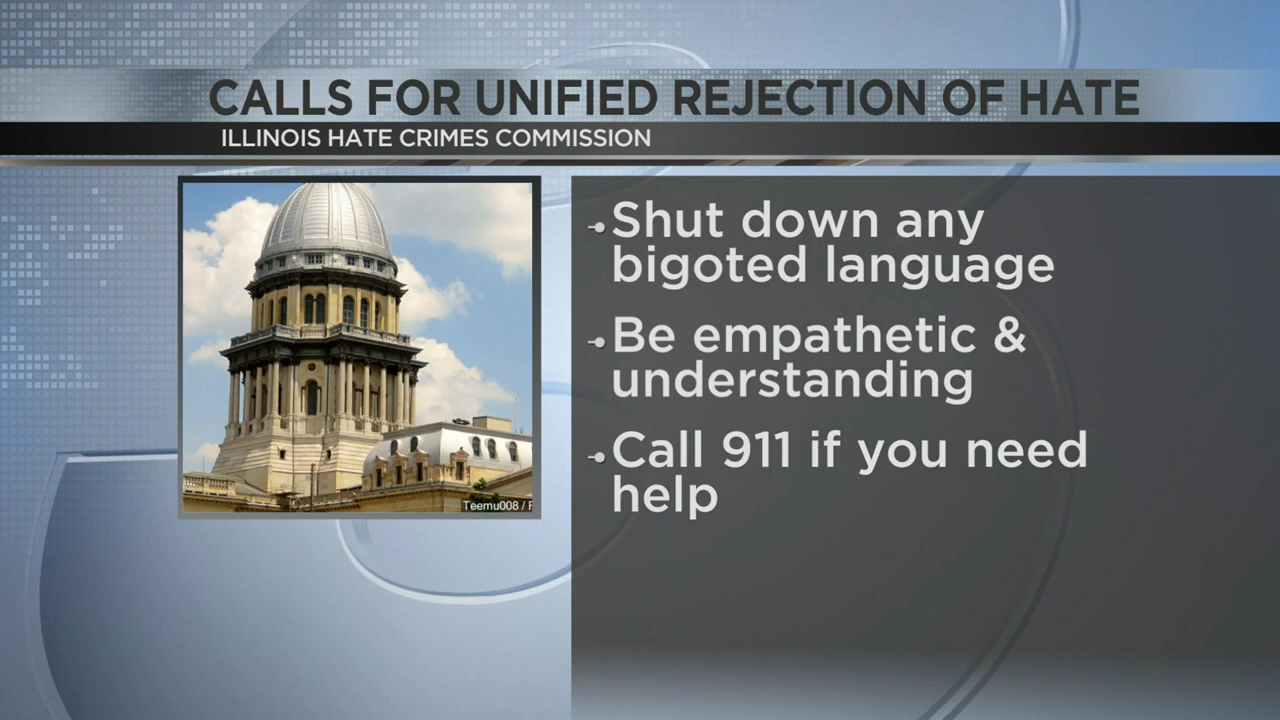 CALLS FOR UNIFIED REJECTION OF HATE
ILLINOIS HATE CRIMES COMMISSION
Shut down any
bigoted language
Be empathetic &
understanding
Call 911 if you need
help
Teemu008 /